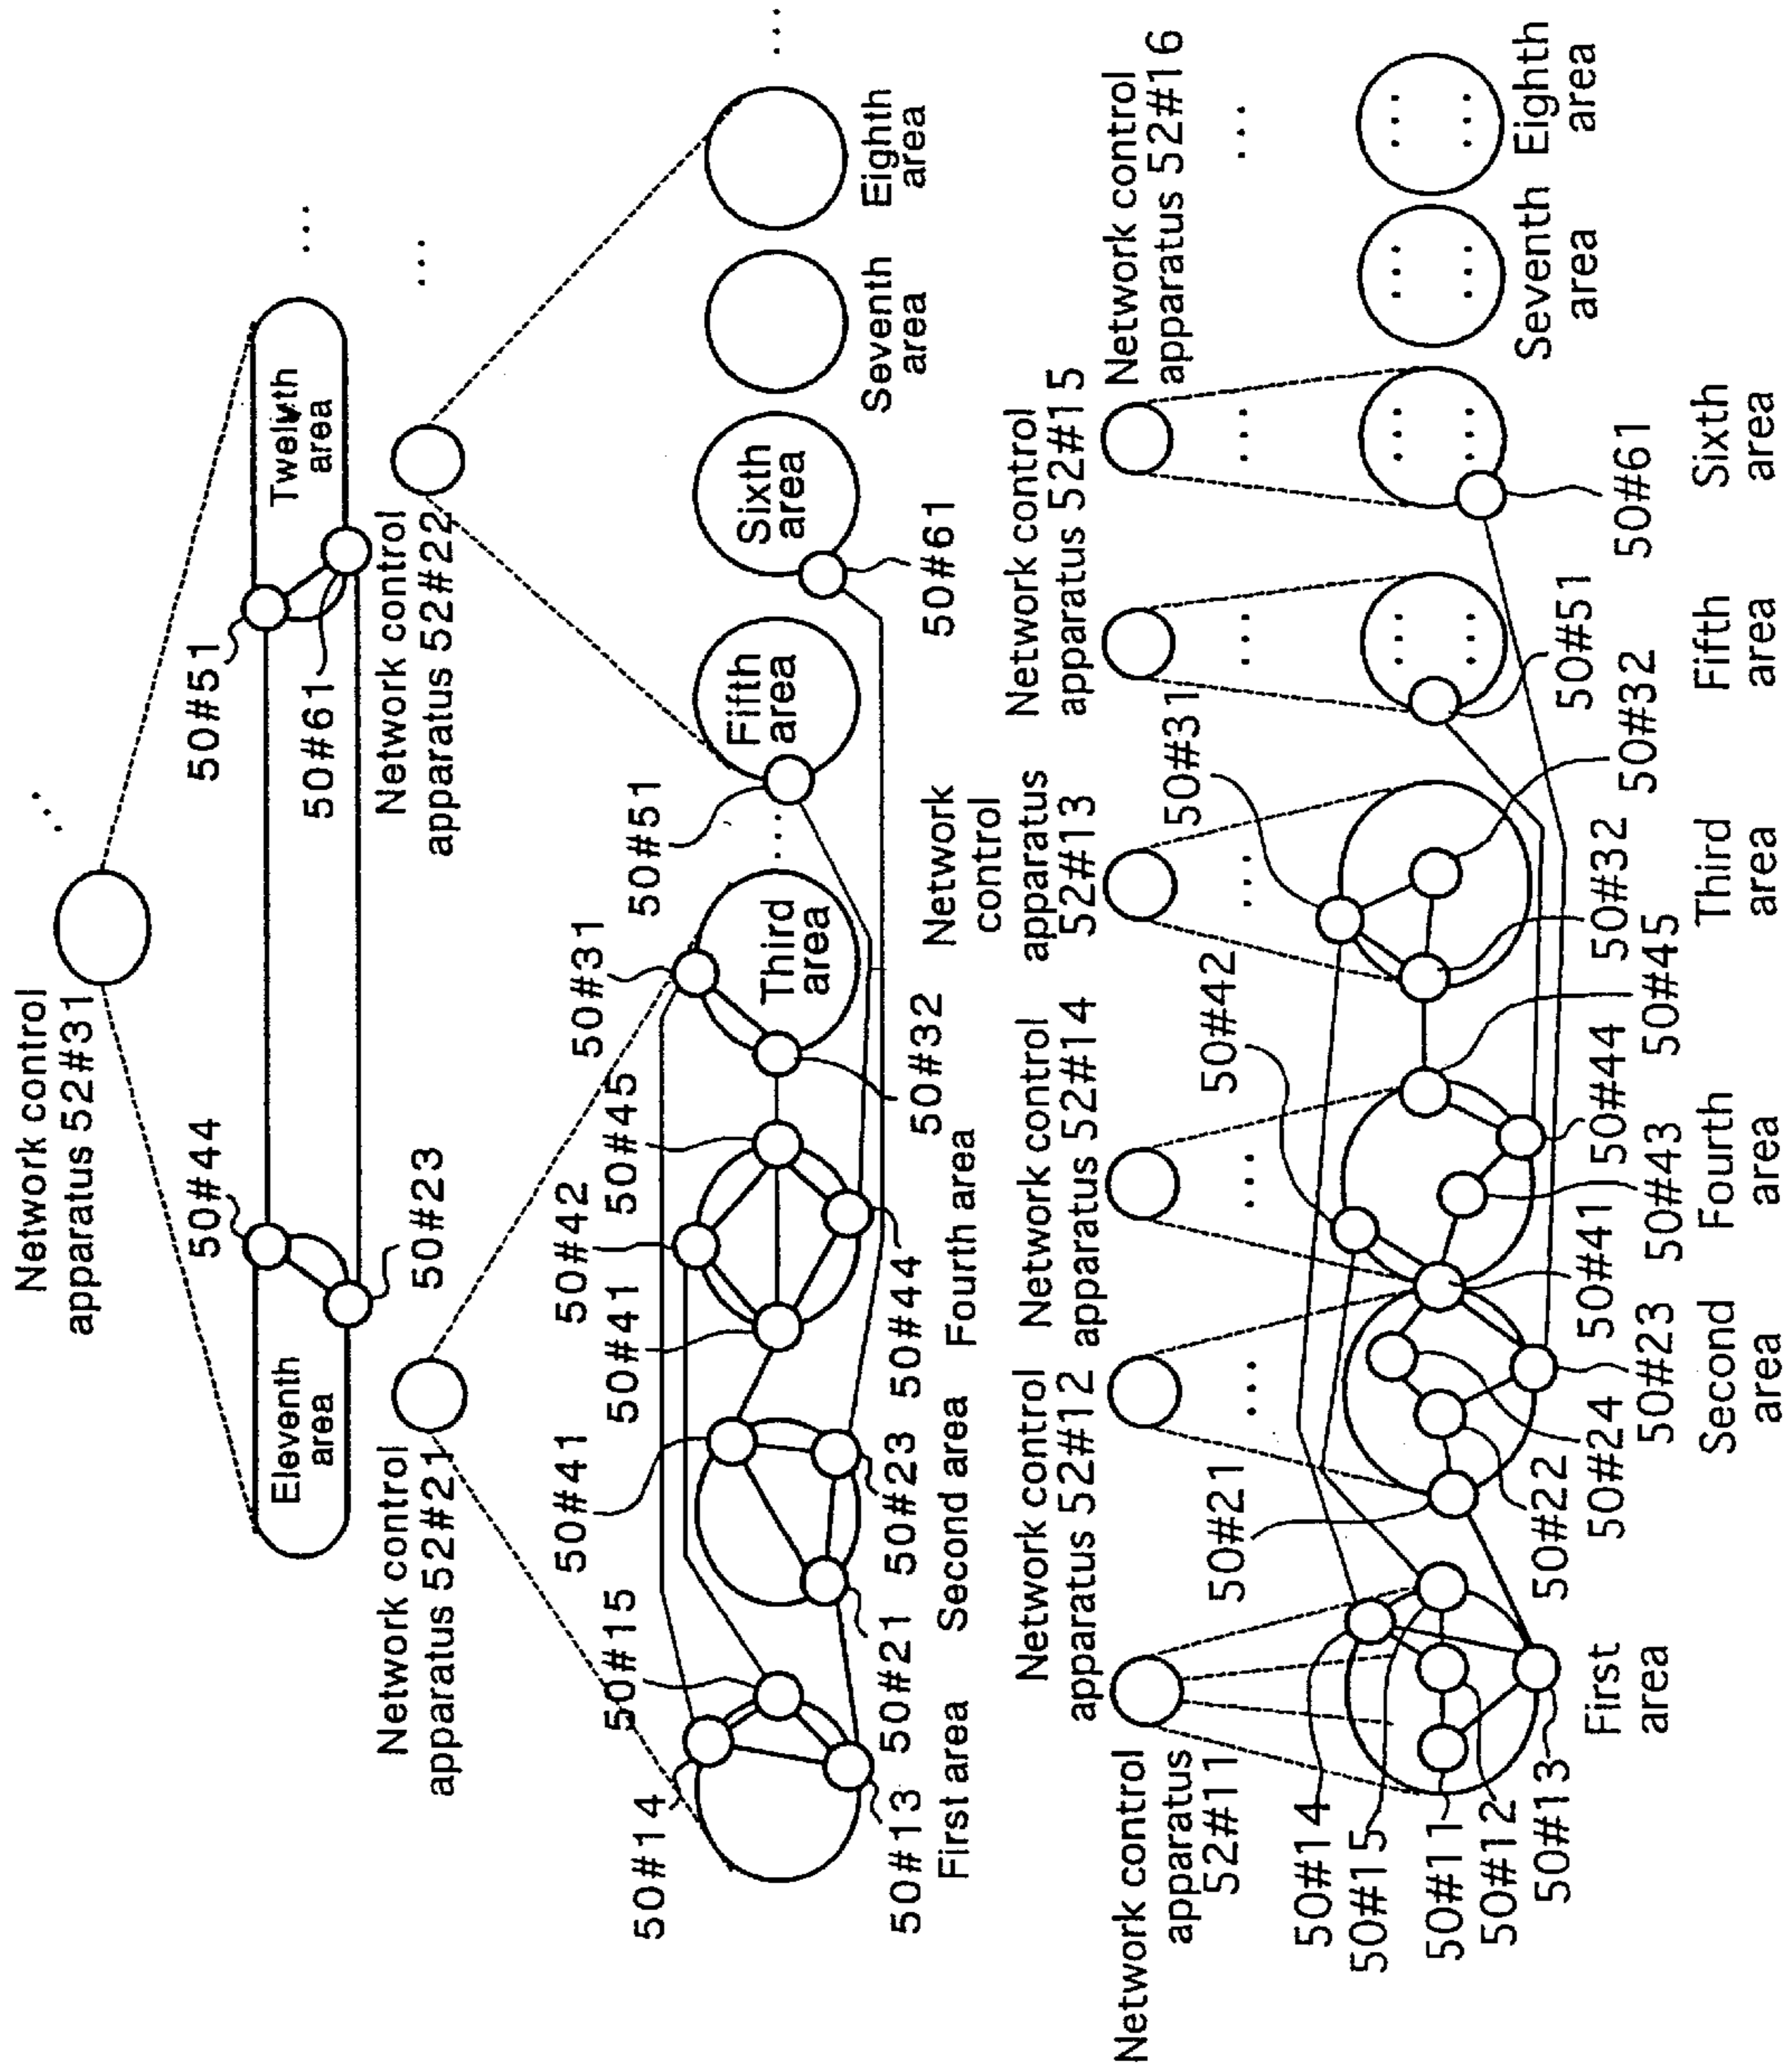 Network control
apparatus 52#31
50#44
50#51
Eleventh
area
Twelvth
area
50#23
50#61
Network control
apparatus 52#21
Network control
apparatus 52#22
50#14
50#15
50#41
50#41
50#42
50#45
50#31
50#51
Third
area
Fifth
area
Sixth
area
50#13
50#21
50#23
50#44
50#32
50#61
First area
Second area
Fourth area
Seventh
area
Eighth
area
Network control
apparatus
52#11
Network control
apparatus 52#12
Network control
apparatus 52#14
Network
control
apparatus
52#13
Network control
apparatus 52#15
Network control
apparatus 52#16
50#14
50#15
50#11
50#12
50#13
50#21
50#42
50#31
50#22
50#24
50#23
50#41
50#43
50#44
50#45
50#32
50#32
50#51
50#61
First
area
Second
area
Fourth
area
Third
area
Fifth
area
Sixth
area
Seventh
area
Eighth
area